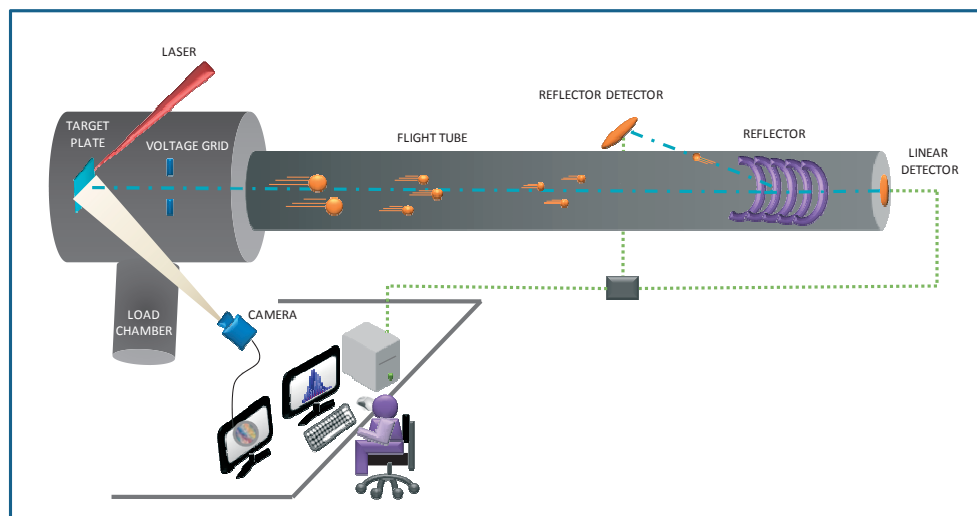 LASER
REFLECTOR DETECTOR
TARGET
PLATE
VOLTAGE GRID
FLIGHT TUBE
REFLECTOR
LINEAR
DETECTOR
LOAD
CHAMBER
CAMERA